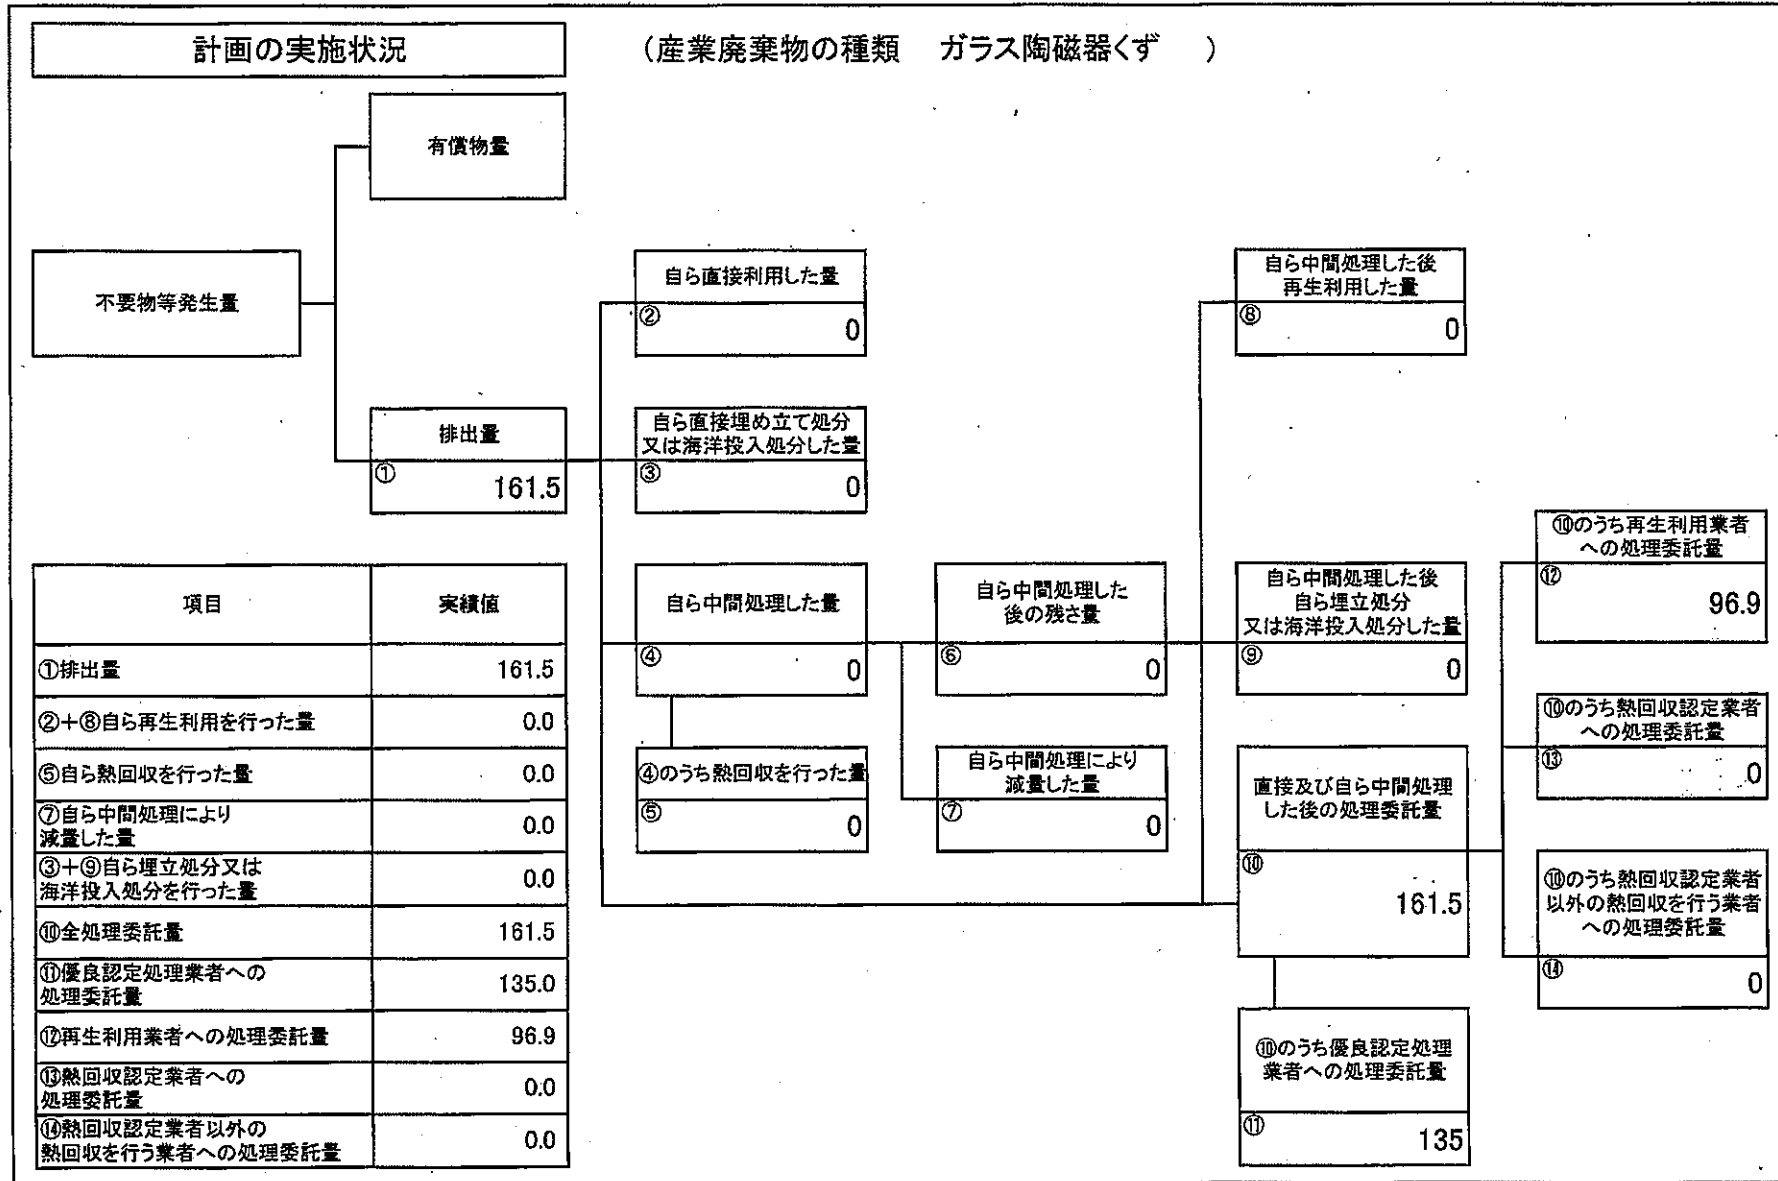 計画の実施状況
（産業廃棄物の種類　ガラス陶磁器くず　）
有償物量
不要物等発生量
排出量
①
161.5
自ら直接利用した量
②
0
自ら直接埋め立て処分
又は海洋投入処分した量
③
0
自ら中間処理した量
④
0
④のうち熱回収を行った量
⑤
0
自ら中間処理した
後の残さ量
⑥
0
自ら中間処理により
減量した量
⑦
0
自ら中間処理した後
再生利用した量
⑧
0
自ら中間処理した後
自ら埋立処分
又は海洋投入処分した量
⑨
0
直接及び自ら中間処理
した後の処理委託量
⑩
161.5
⑩のうち優良認定処理
業者への処理委託量
⑪
135
⑩のうち再生利用業者
への処理委託量
⑫
96.9
⑩のうち熱回収認定業者
への処理委託量
⑬
0
⑩のうち熱回収認定業者
以外の熱回収を行う業者
への処理委託量
⑭
0
項目 実績値
①排出量 161.5
②＋⑧自ら再生利用を行った量 0.0
⑤自ら熱回収を行った量 0.0
⑦自ら中間処理により
減量した量 0.0
③＋⑨自ら埋立処分又は
海洋投入処分を行った量 0.0
⑩全処理委託量 161.5
⑪優良認定処理業者への
処理委託量 135.0
⑫再生利用業者への処理委託量 96.9
⑬熱回収認定業者への
処理委託量 0.0
⑭熱回収認定業者以外の
熱回収を行う業者への処理委託量 0.0